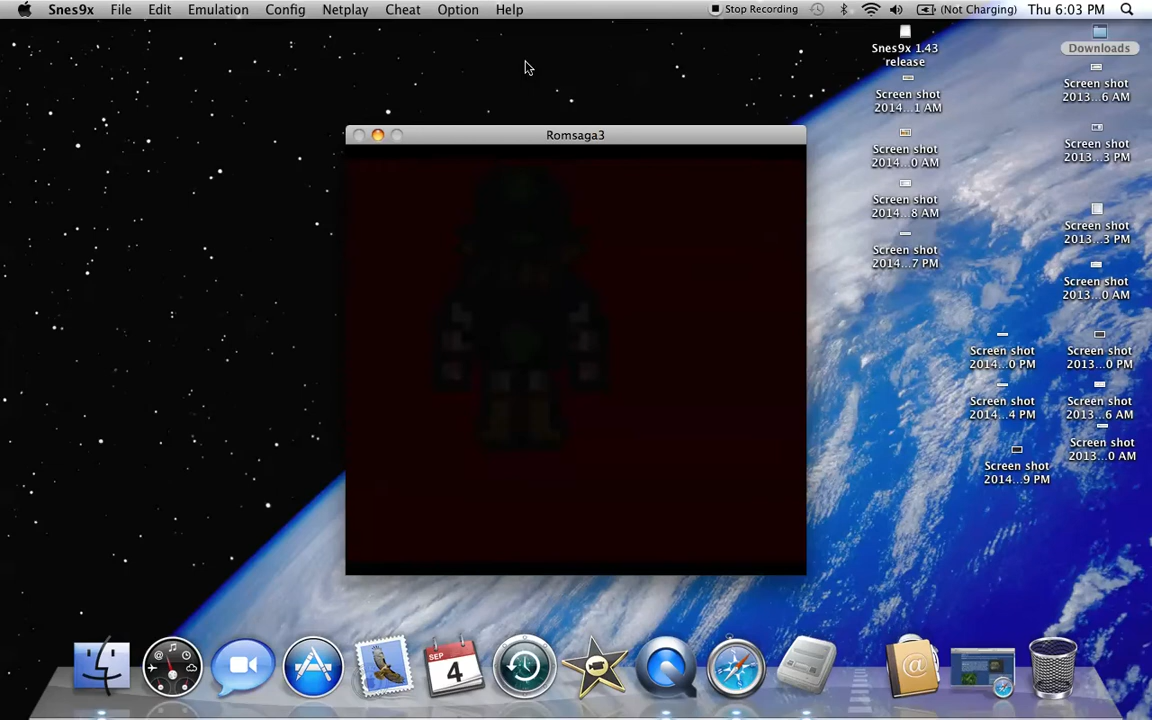 Snes9x File Edit Emulation Config Netplay Cheat Option Help Stop Recording (Not Charging) Thu 6:03 PM
Snes9x 1.43
release
Downloads
Screen shot
2014...1 AM
Screen shot
2013...6 AM
Screen shot
2014...0 AM
Screen shot
2013...3 PM
Screen shot
2014...8 AM
Screen shot
2013...3 PM
Screen shot
2014...7 PM
Screen shot
2013...0 AM
Screen shot
2014...0 PM
Screen shot
2013...0 PM
Screen shot
2014...4 PM
Screen shot
2013...6 AM
Screen shot
2014...9 PM
Screen shot
2013...0 AM
Romsaga3
SEP
4